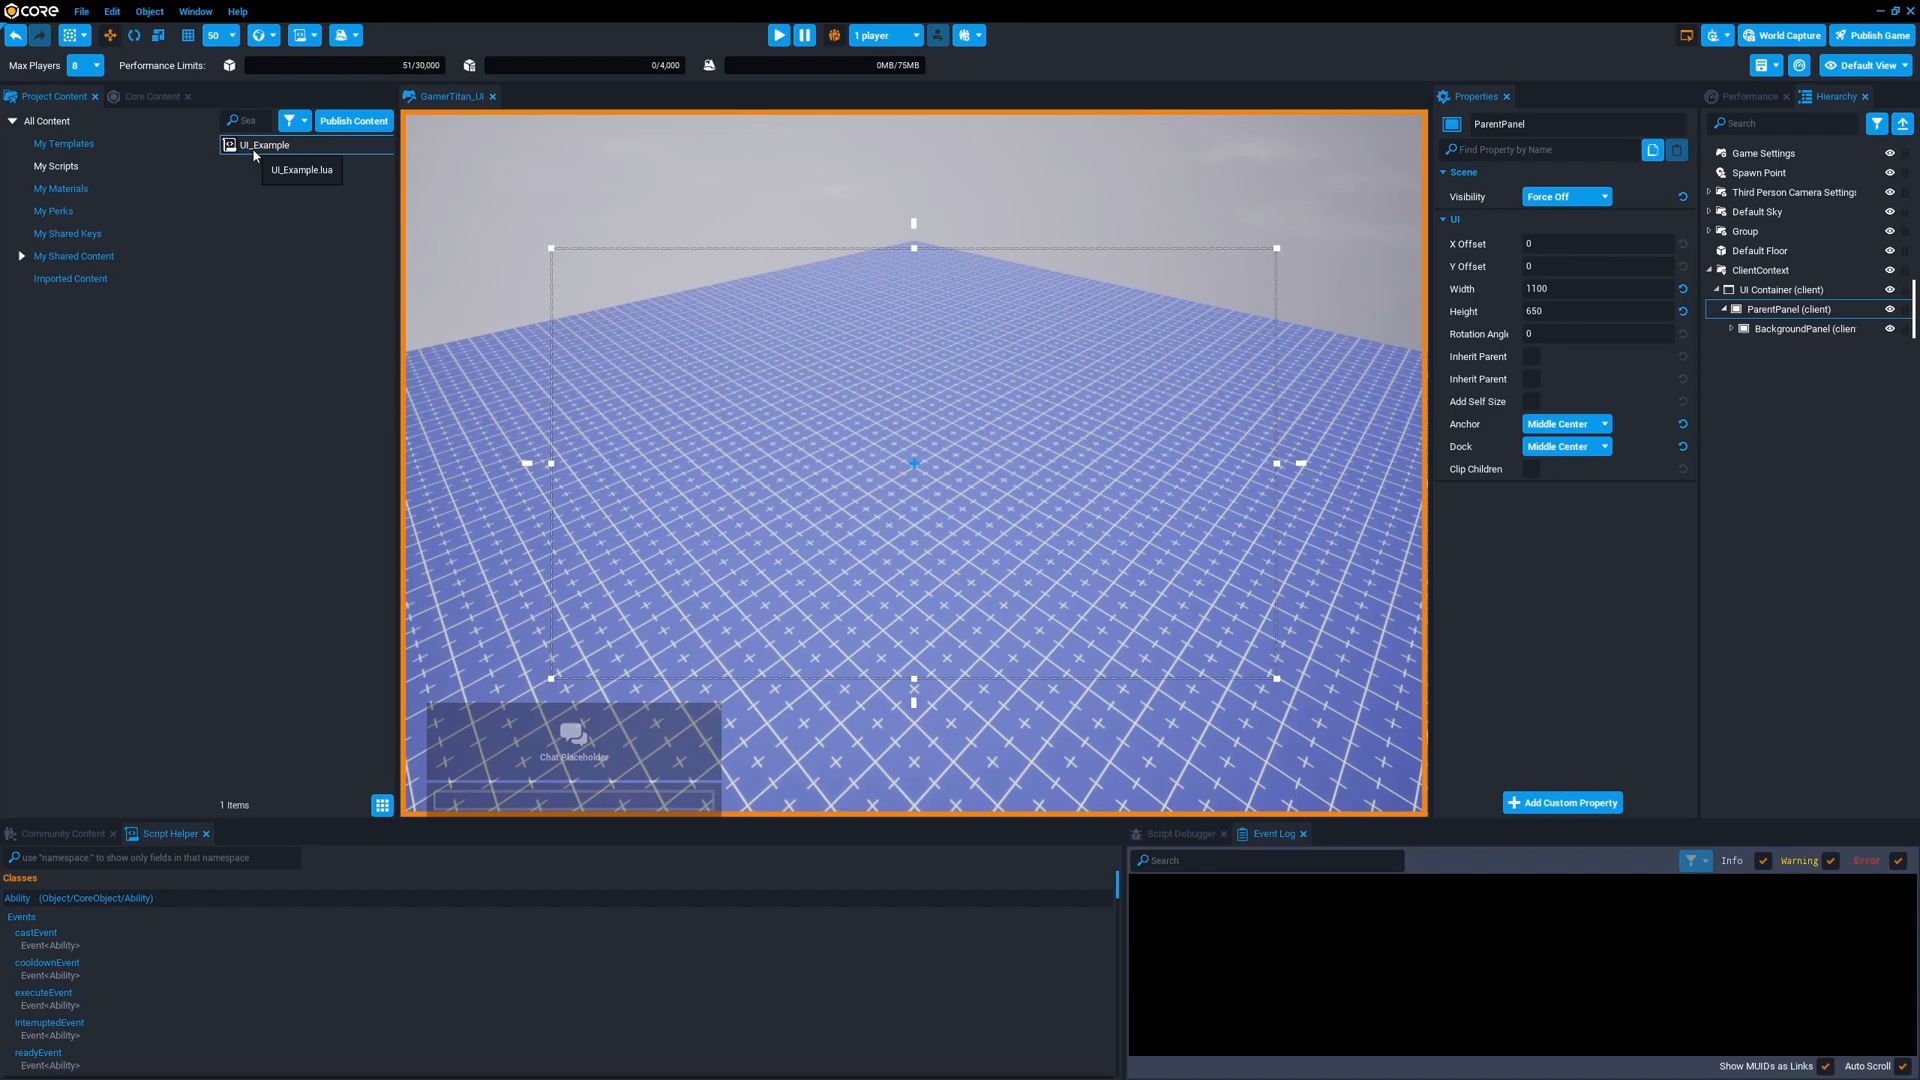 CORE File Edit Object Window Help
50 1 player World Capture Publish Game
Max Players 8 Performance Limits: 51/30,000 0/4,000 0MB/75MB Default View
Project Content Core Content GamerTitan_UI Properties Performance Hierarchy
All Content Sea Publish Content
My Templates
My Scripts
My Materials
My Perks
My Shared Keys
My Shared Content
Imported Content
UI_Example
UI_Example.lua
1 Items
Chat Placeholder
ParentPanel
Find Property by Name
Scene
Visibility Force Off
UI
X Offset 0
Y Offset 0
Width 1100
Height 650
Rotation Angle 0
Inherit Parent
Inherit Parent
Add Self Size
Anchor Middle Center
Dock Middle Center
Clip Children
Add Custom Property
Search
Game Settings
Spawn Point
Third Person Camera Settings
Default Sky
Group
Default Floor
ClientContext
UI Container (client)
ParentPanel (client)
BackgroundPanel (clien
Community Content Script Helper
use "namespace." to show only fields in that namespace
Classes
Ability (Object/CoreObject/Ability)
Events
castEvent
Event<Ability>
cooldownEvent
Event<Ability>
executeEvent
Event<Ability>
interruptedEvent
Event<Ability>
readyEvent
Event<Ability>
Script Debugger Event Log
Search Info Warning Error
Show MUIDs as Links Auto Scroll